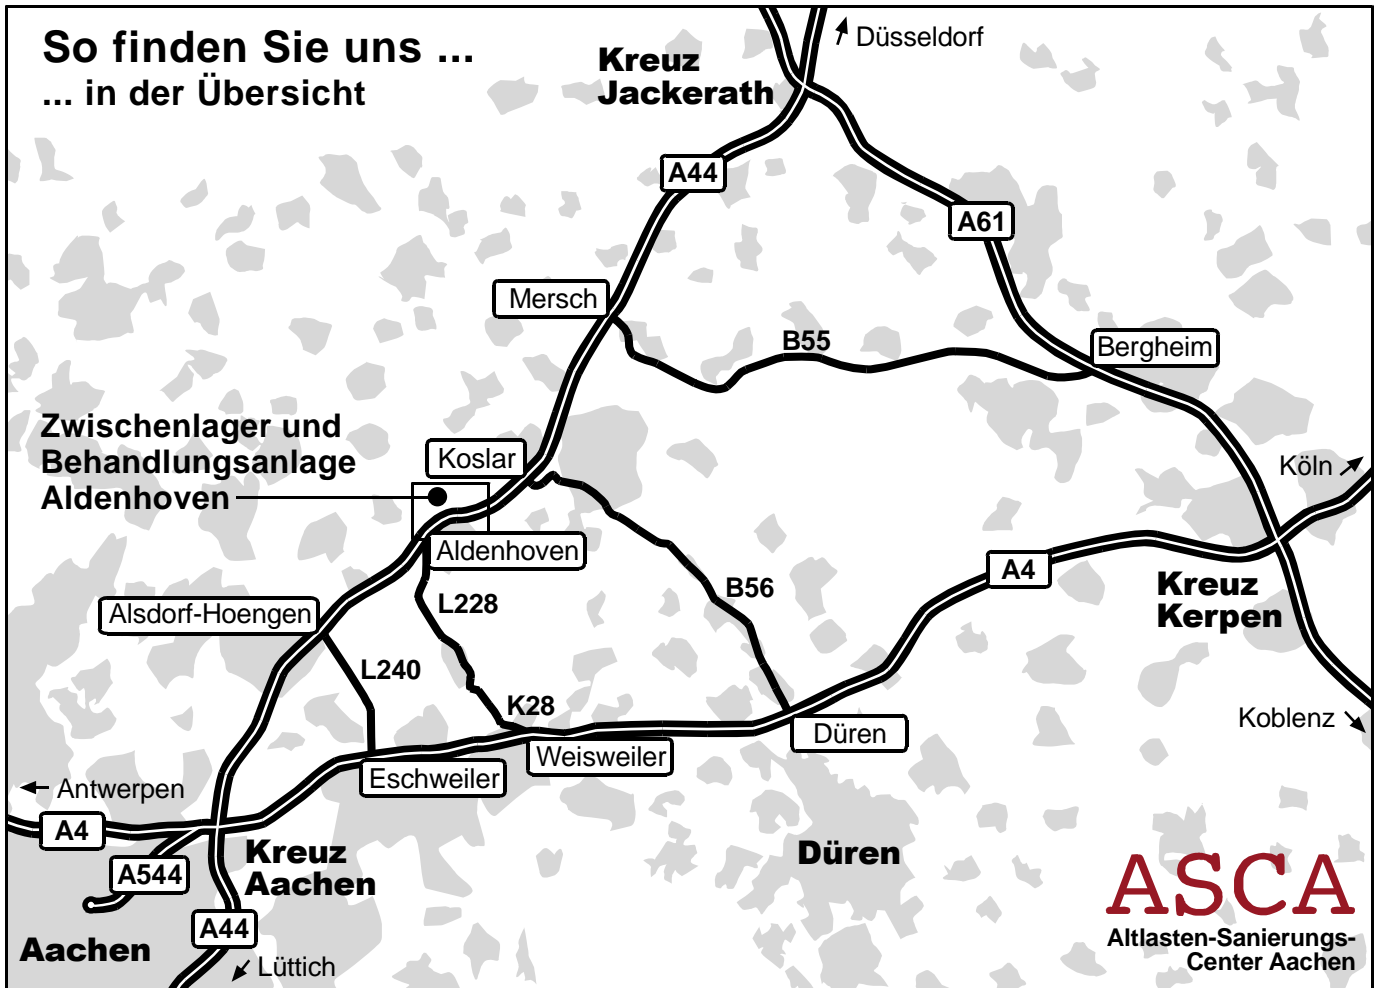 So finden Sie uns ...
... in der Übersicht
Düsseldorf
Kreuz
Jackerath
A44
A61
Mersch
B55
Bergheim
Zwischenlager und
Behandlungsanlage
Aldenhoven
Koslar
Köln
Aldenhoven
A4
B56
Kreuz
Kerpen
L228
Alsdorf-Hoengen
L240
K28
Koblenz
Düren
Weisweiler
Eschweiler
Antwerpen
A4
Kreuz
Aachen
A544
Düren
A44
Aachen
Lüttich
ASCA
Altlasten-Sanierungs-
Center Aachen